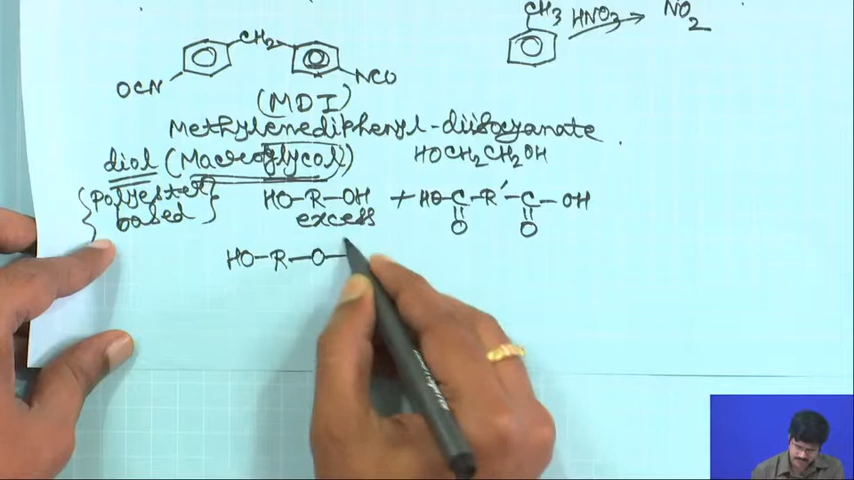 CH3 HNO3 → NO2
CH2
OCN NCO
(MDI)
Methylenediphenyl-diisocyanate
diol (Macroglycol) HOCH2CH2OH
{Polyester based} HO-R-OH + HO-C-R'-C-OH
excess O O
HO-R-O-